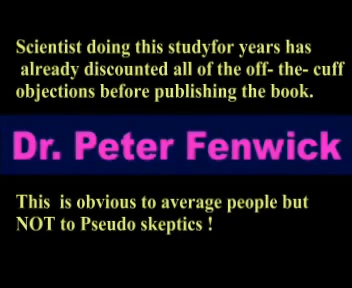 Scientist doing this studyfor years has
already discounted all of the off- the- cuff
objections before publishing the book.
Dr. Peter Fenwick
This is obvious to average people but
NOT to Pseudo skeptics !